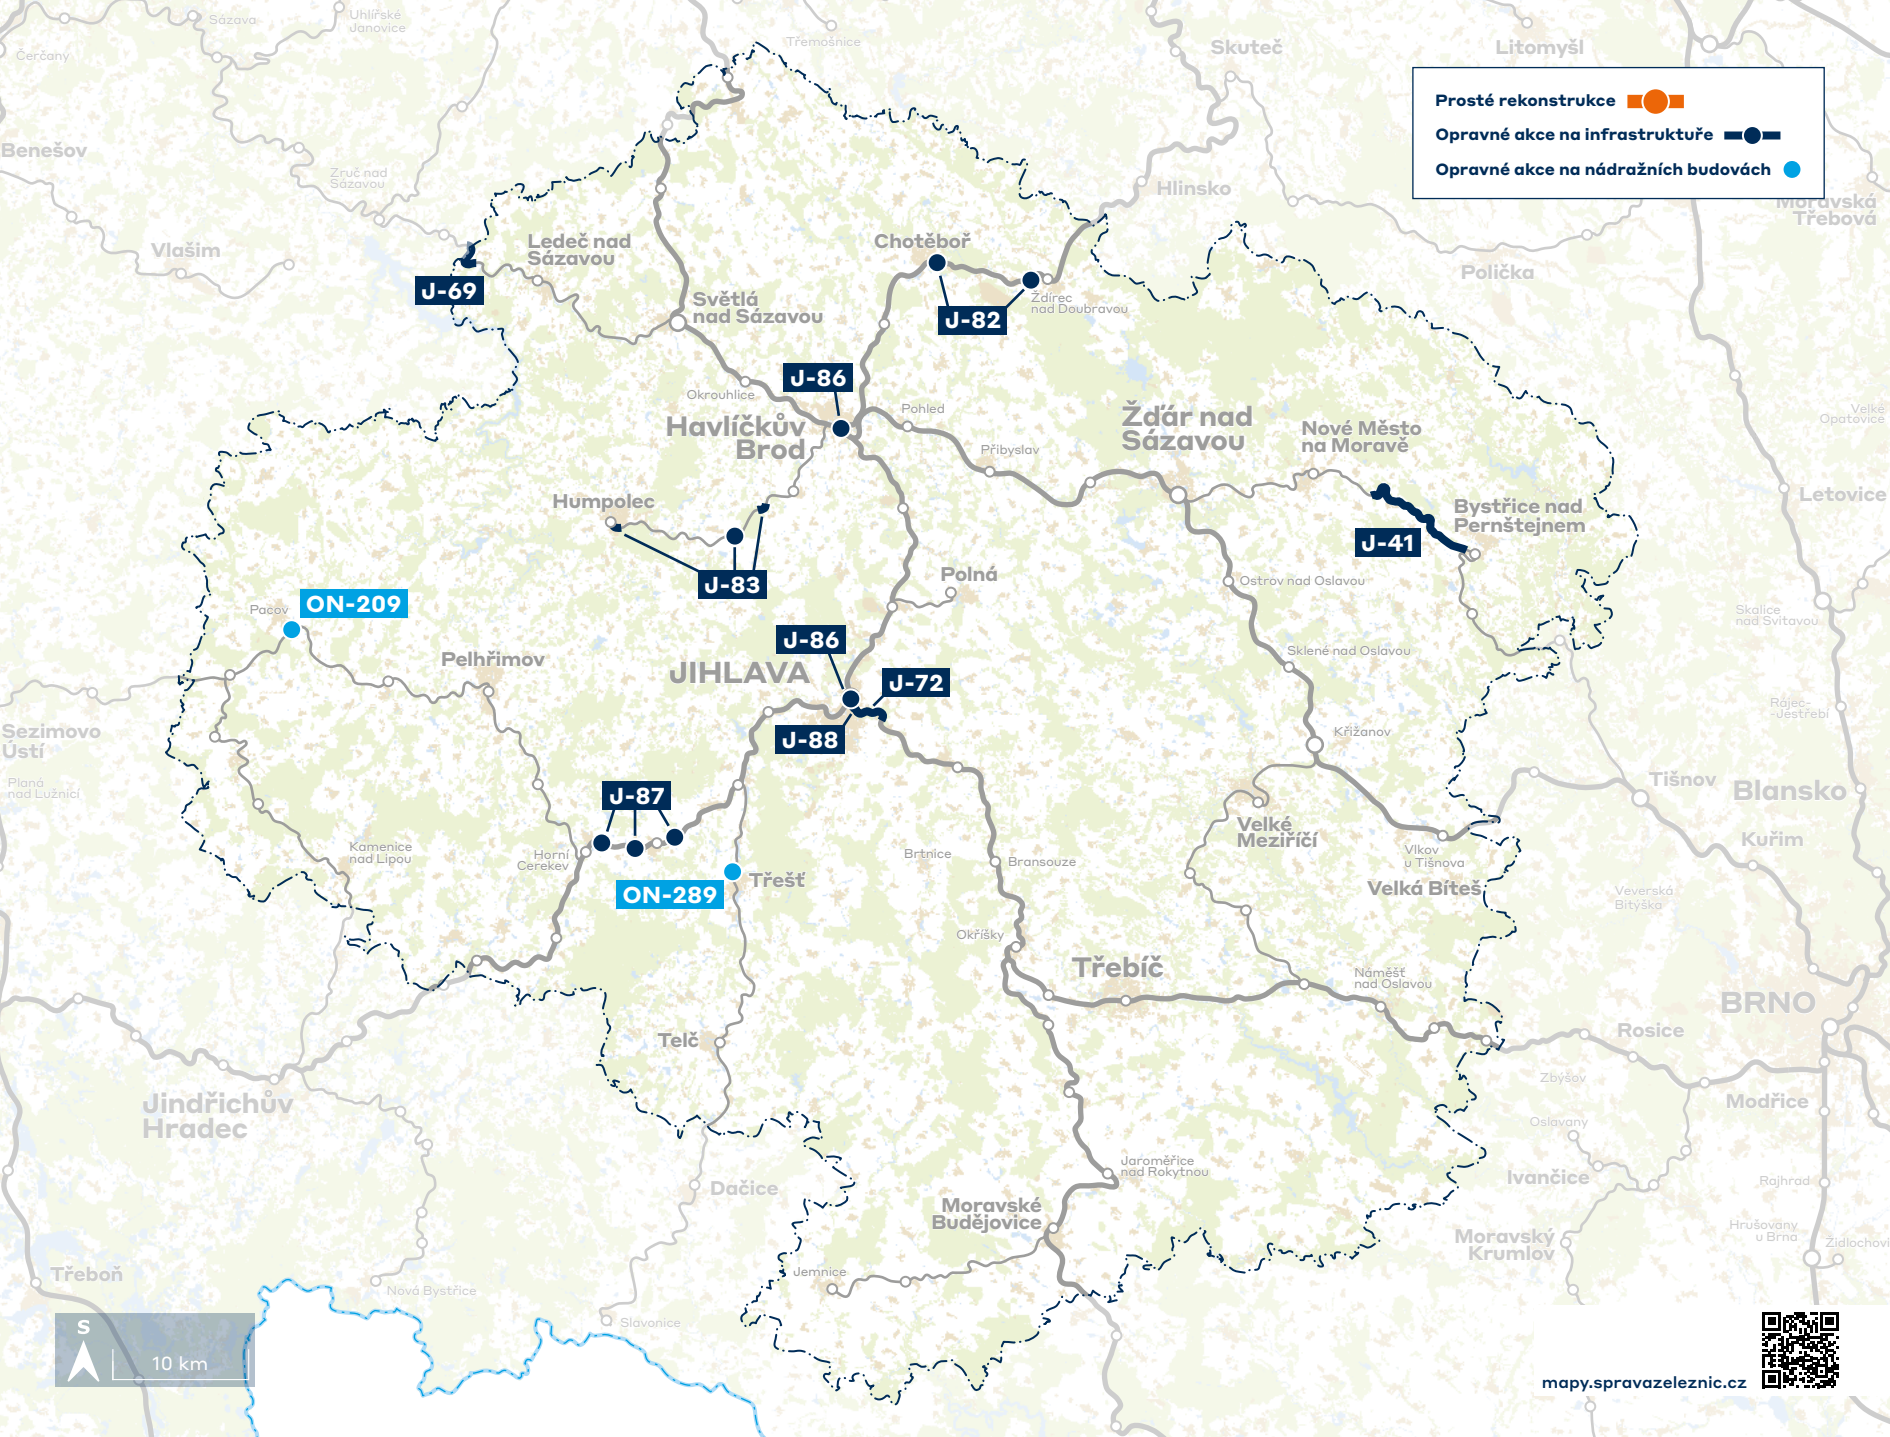 Uhlířské
Janovice
Sázava
Čerčany
Třemošnice
Skuteč
Litomyšl
Prosté rekonstrukce
Opravné akce na infrastruktuře
Opravné akce na nádražních budovách
Benešov
Zruč nad
Sázavou
Hlinsko
Moravská
Třebová
Vlašim
Ledeč nad
Sázavou
Chotěboř
Polička
J-69
Světlá
nad Sázavou
Ždírec
nad Doubravou
J-82
J-86
Okrouhlice
Pohled
Havlíčkův
Brod
Přibyslav
Žďár nad
Sázavou
Nové Město
na Moravě
Velké
Opatovice
Letovice
Humpolec
Bystřice nad
Pernštejnem
J-41
J-83
Polná
Ostrov nad Oslavou
Pacov
ON-209
Skalice
nad Svitavou
J-86
Pelhřimov
JIHLAVA
J-72
Sklené nad Oslavou
Rájec-
-Jestřebí
Sezimovo
Ústí
J-88
Křižanov
Planá
nad Lužnicí
Tišnov
Blansko
J-87
Velké
Meziříčí
Kuřim
Kamenice
nad Lipou
Horní
Cerekev
Brtnice
Bransouze
Vlkov
u Tišnova
ON-289
Třešť
Velká Bíteš
Veverská
Bitýška
Okříšky
Třebíč
Náměšť
nad Oslavou
BRNO
Telč
Rosice
Zbýšov
Jindřichův
Hradec
Modřice
Oslavany
Jaroměřice
nad Rokytnou
Ivančice
Rajhrad
Dačice
Moravské
Budějovice
Moravský
Krumlov
Hrušovany
u Brna
Židlochovi
Třeboň
Jemnice
Nová Bystřice
Slavonice
S
10 km
mapy.spravazeleznic.cz